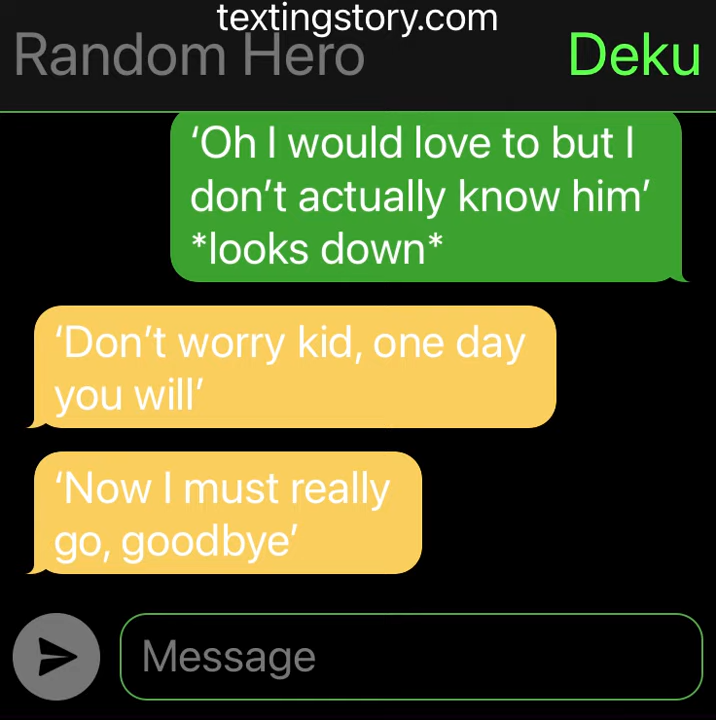 textingstory.com
Random Hero
Deku
‘Oh I would love to but I
don’t actually know him’
*looks down*
‘Don’t worry kid, one day
you will’
‘Now I must really
go, goodbye’
Message